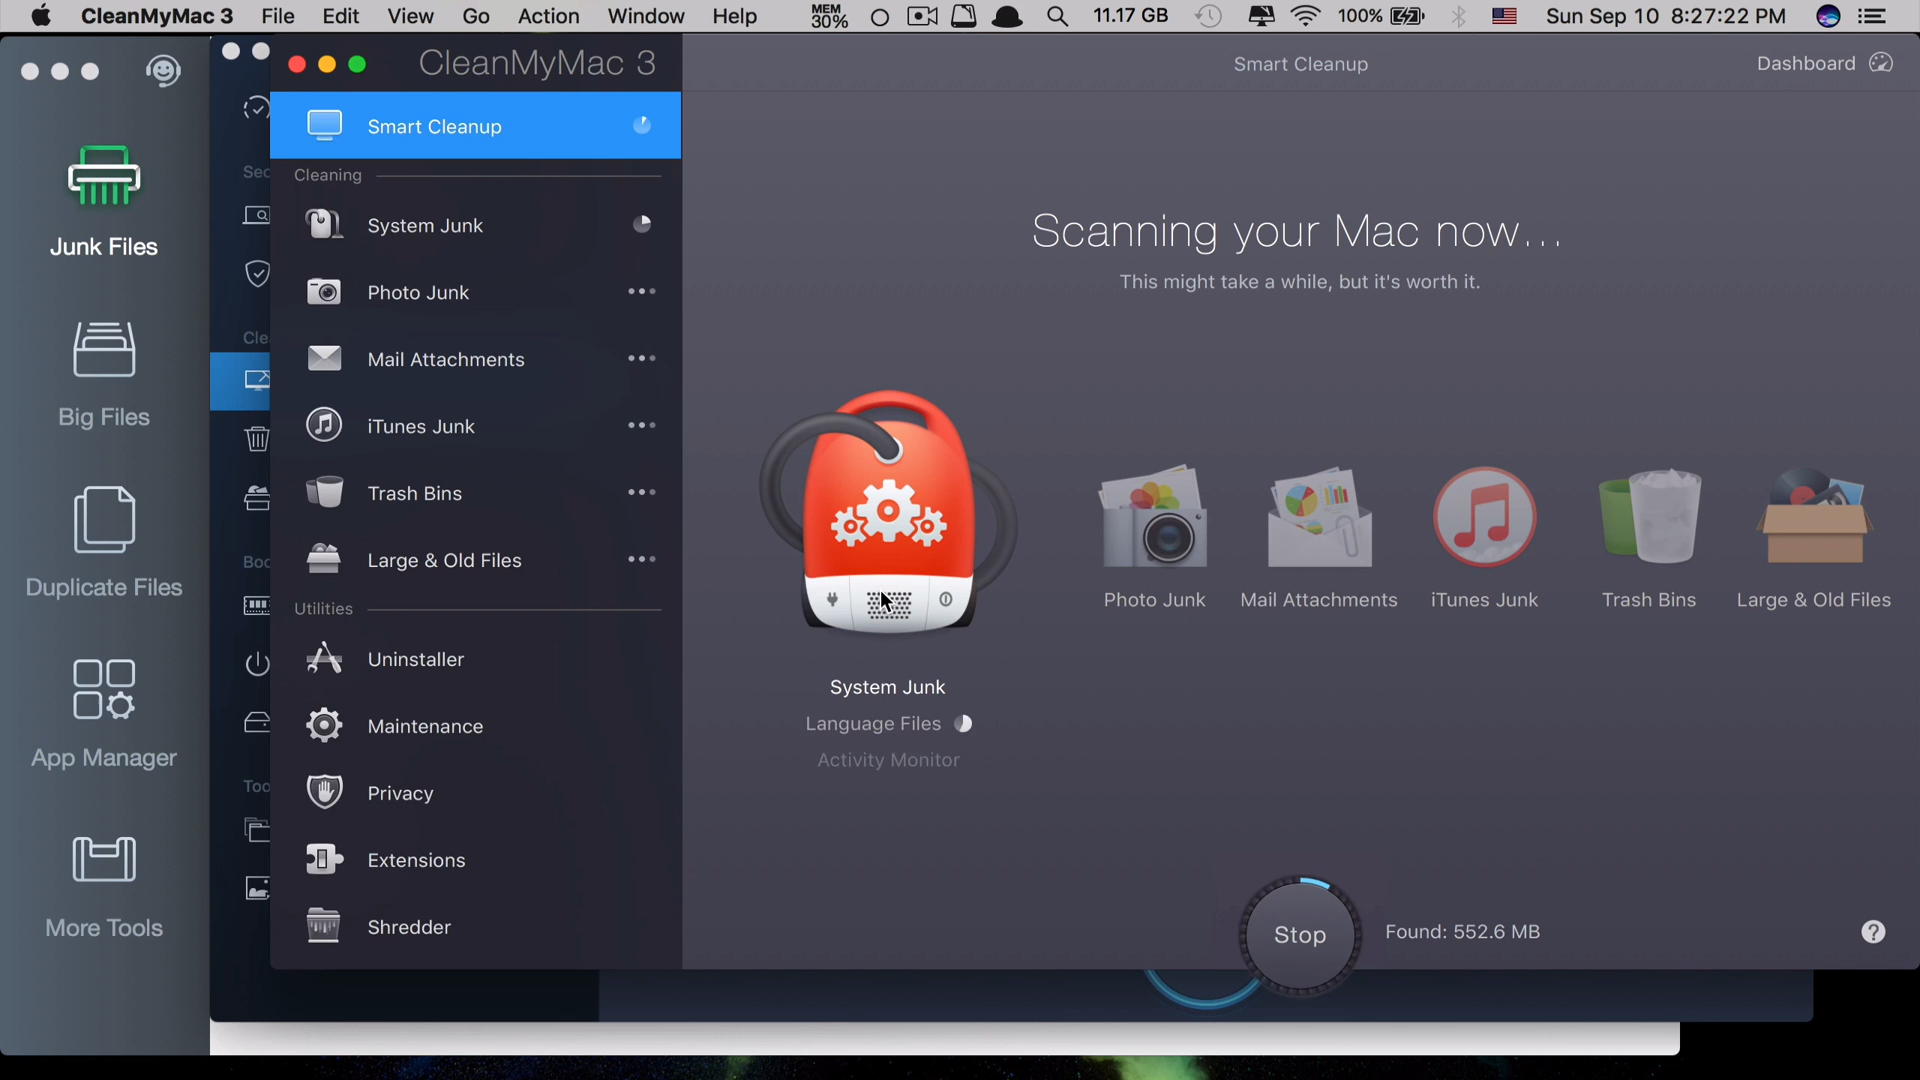 CleanMyMac 3 File Edit View Go Action Window Help MEM 30% 11.17 GB 100% Sun Sep 10 8:27:22 PM
CleanMyMac 3
Smart Cleanup
Dashboard
Junk Files
Big Files
Duplicate Files
App Manager
More Tools
Sec
Cle
Boo
Too
Smart Cleanup
Cleaning
System Junk
Photo Junk
Mail Attachments
iTunes Junk
Trash Bins
Large & Old Files
Utilities
Uninstaller
Maintenance
Privacy
Extensions
Shredder
Scanning your Mac now...
This might take a while, but it's worth it.
Photo Junk
Mail Attachments
iTunes Junk
Trash Bins
Large & Old Files
System Junk
Language Files
Activity Monitor
Stop
Found: 552.6 MB
?